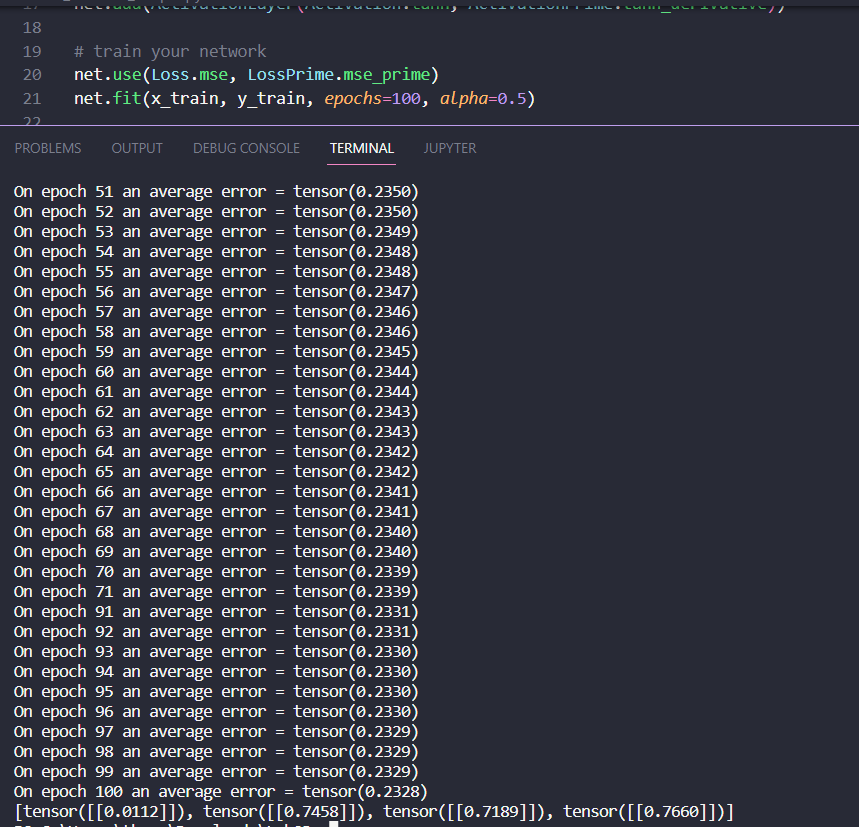 17 net.add(ActivationLayer(Activation.tanh, ActivationPrime.tanh_derivative))
18
19 # train your network
20 net.use(Loss.mse, LossPrime.mse_prime)
21 net.fit(x_train, y_train, epochs=100, alpha=0.5)
22
PROBLEMS OUTPUT DEBUG CONSOLE TERMINAL JUPYTER
On epoch 51 an average error = tensor(0.2350)
On epoch 52 an average error = tensor(0.2350)
On epoch 53 an average error = tensor(0.2349)
On epoch 54 an average error = tensor(0.2348)
On epoch 55 an average error = tensor(0.2348)
On epoch 56 an average error = tensor(0.2347)
On epoch 57 an average error = tensor(0.2346)
On epoch 58 an average error = tensor(0.2346)
On epoch 59 an average error = tensor(0.2345)
On epoch 60 an average error = tensor(0.2344)
On epoch 61 an average error = tensor(0.2344)
On epoch 62 an average error = tensor(0.2343)
On epoch 63 an average error = tensor(0.2343)
On epoch 64 an average error = tensor(0.2342)
On epoch 65 an average error = tensor(0.2342)
On epoch 66 an average error = tensor(0.2341)
On epoch 67 an average error = tensor(0.2341)
On epoch 68 an average error = tensor(0.2340)
On epoch 69 an average error = tensor(0.2340)
On epoch 70 an average error = tensor(0.2339)
On epoch 71 an average error = tensor(0.2339)
On epoch 91 an average error = tensor(0.2331)
On epoch 92 an average error = tensor(0.2331)
On epoch 93 an average error = tensor(0.2330)
On epoch 94 an average error = tensor(0.2330)
On epoch 95 an average error = tensor(0.2330)
On epoch 96 an average error = tensor(0.2330)
On epoch 97 an average error = tensor(0.2329)
On epoch 98 an average error = tensor(0.2329)
On epoch 99 an average error = tensor(0.2329)
On epoch 100 an average error = tensor(0.2328)
[tensor([[0.0112]]), tensor([[0.7458]]), tensor([[0.7189]]), tensor([[0.7660]])]